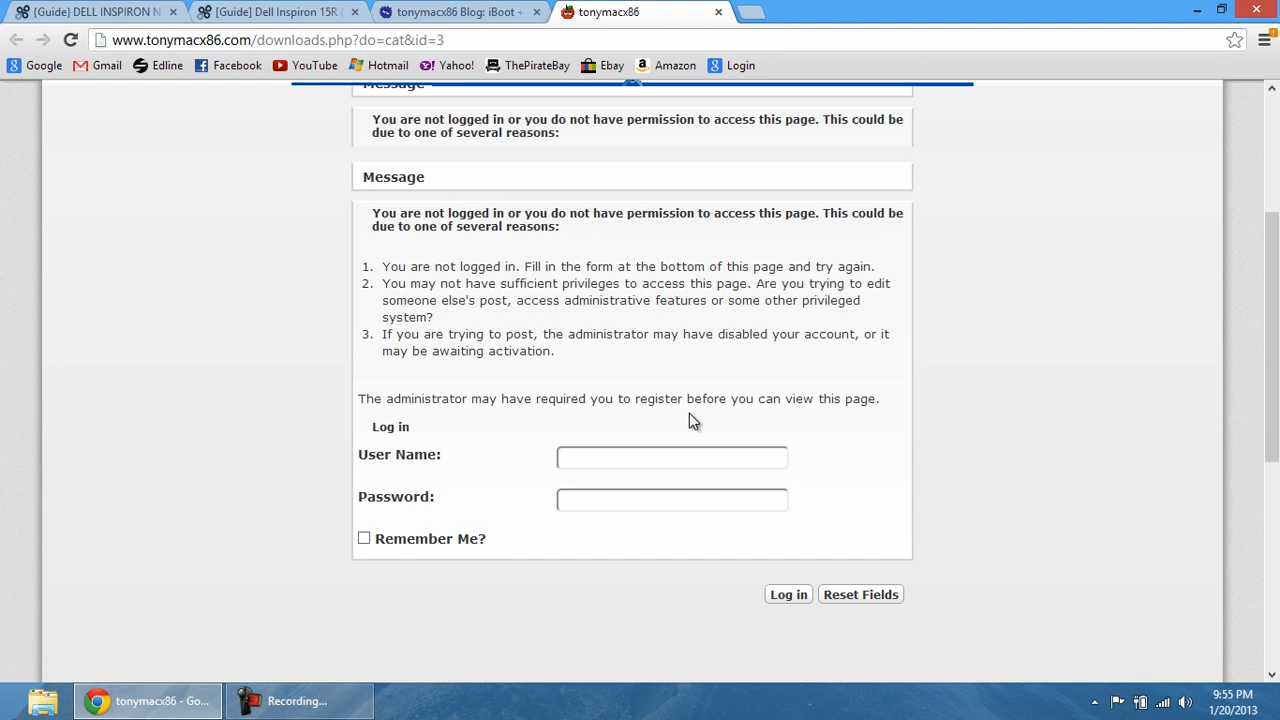 {Guide} DELL INSPIRON N
[Guide] Dell Inspiron 15R (
tonymacx86 Blog: iBoot +
tonymacx86
www.tonymacx86.com/downloads.php?do=cat&id=3
Google
Gmail
Edline
Facebook
YouTube
Hotmail
Yahoo!
ThePirateBay
Ebay
Amazon
Login
Message
You are not logged in or you do not have permission to access this page. This could be
due to one of several reasons:
Message
You are not logged in or you do not have permission to access this page. This could be
due to one of several reasons:
1. You are not logged in. Fill in the form at the bottom of this page and try again.
2. You may not have sufficient privileges to access this page. Are you trying to edit
someone else's post, access administrative features or some other privileged
system?
3. If you are trying to post, the administrator may have disabled your account, or it
may be awaiting activation.
The administrator may have required you to register before you can view this page.
Log in
User Name:
Password:
Remember Me?
Log in
Reset Fields
tonymacx86 - Go...
Recording...
9:55 PM
1/20/2013